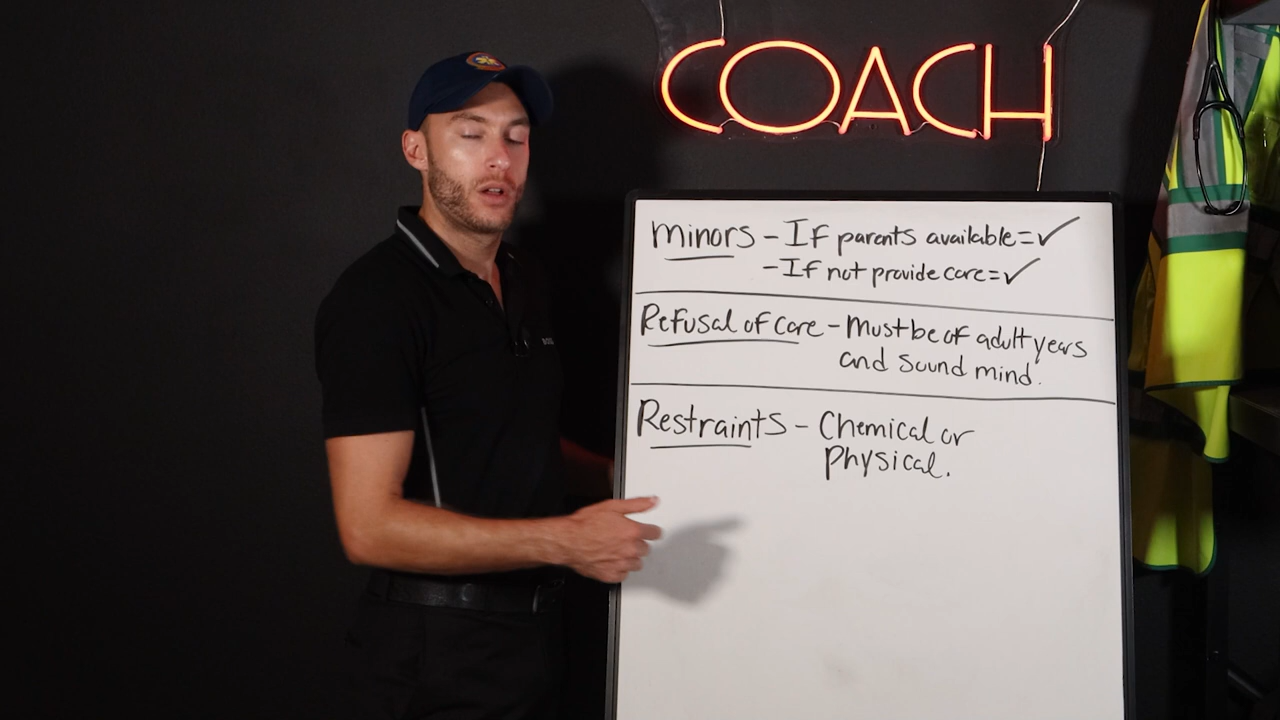 COACH
Minors - If parents available = ✓
- If not provide care = ✓
Refusal of care - Must be of adult years
and sound mind.
Restraints - Chemical or
Physical.